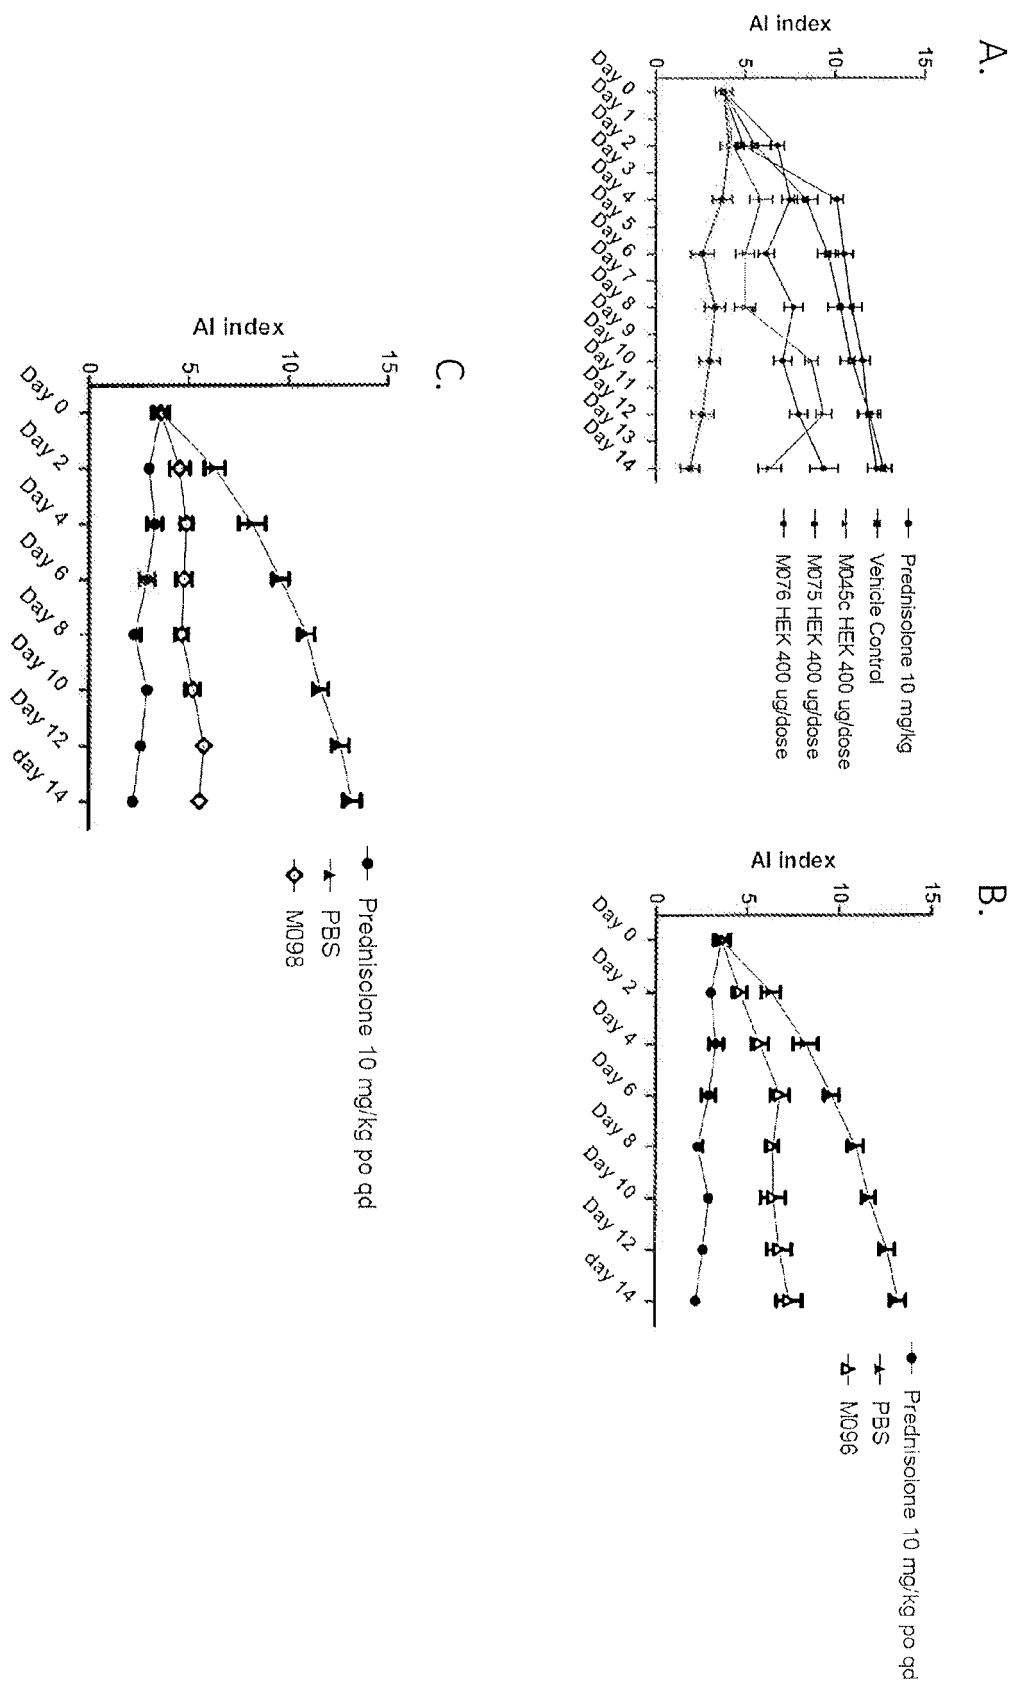 A.
AI index
15
10
5
0
Day 0
Day 1
Day 2
Day 3
Day 4
Day 5
Day 6
Day 7
Day 8
Day 9
Day 10
Day 11
Day 12
Day 13
Day 14
Prednisolone 10 mg/kg
Vehicle Control
M045c HEK 400 ug/dose
M075 HEK 400 ug/dose
M076 HEK 400 ug/dose
B.
AI index
15
10
5
0
Day 0
Day 2
Day 4
Day 6
Day 8
Day 10
Day 12
day 14
Prednisolone 10 mg/kg po qd
PBS
M096
C.
AI index
15
10
5
0
Day 0
Day 2
Day 4
Day 6
Day 8
Day 10
Day 12
day 14
Prednisolone 10 mg/kg po qd
PBS
M098